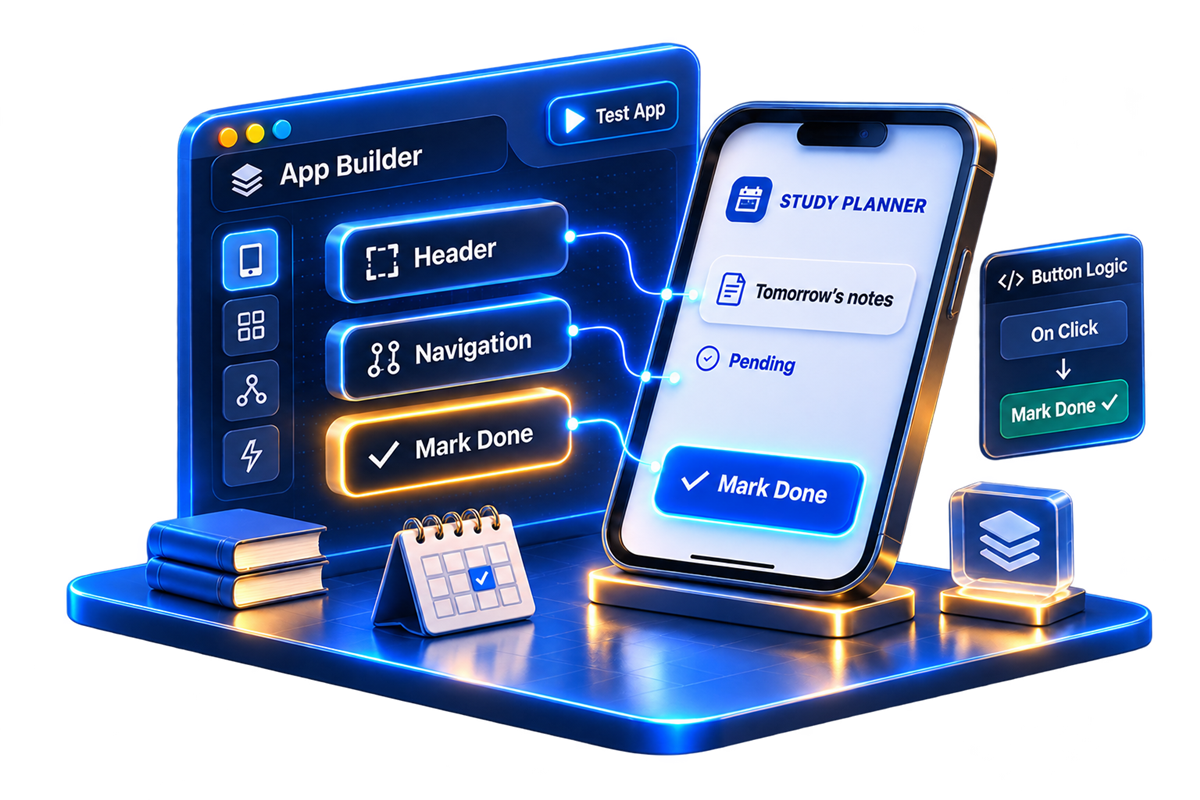 Test App
App Builder
Header
Navigation
Mark Done
STUDY PLANNER
Tomorrow's notes
Pending
Mark Done
</> Button Logic
On Click
Mark Done